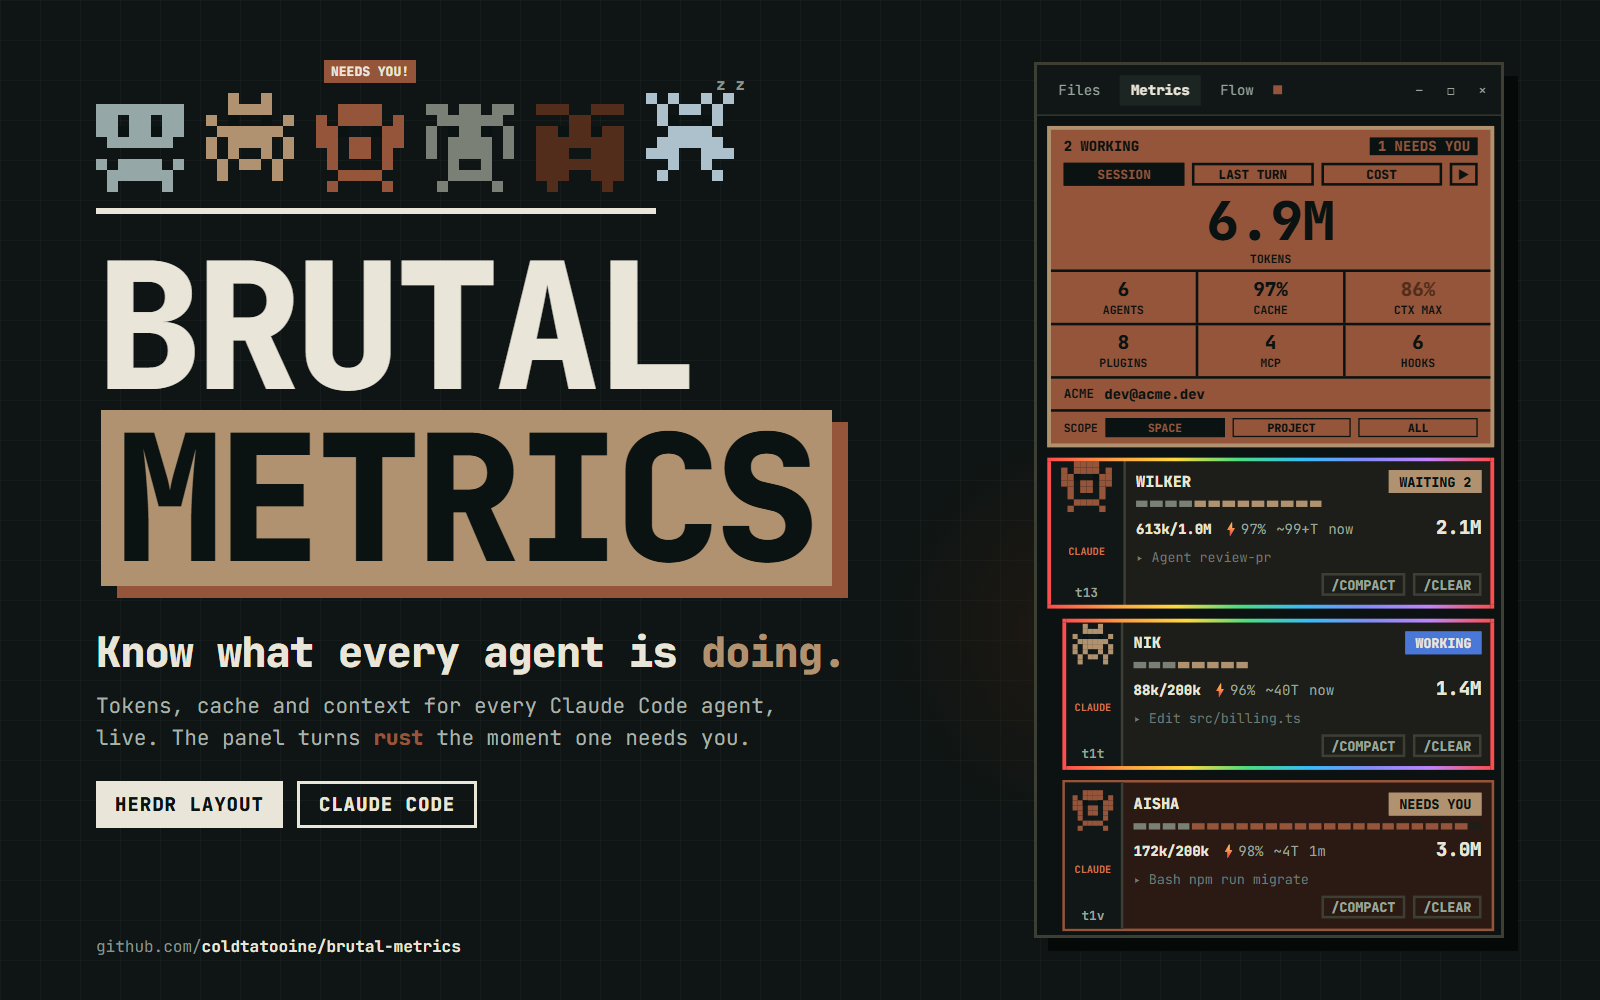 NEEDS YOU!
z z
BRUTAL
METRICS
Know what every agent is doing.
Tokens, cache and context for every Claude Code agent,
live. The panel turns rust the moment one needs you.
HERDR LAYOUT
CLAUDE CODE
github.com/coldtatooine/brutal-metrics
Files Metrics Flow
2 WORKING 1 NEEDS YOU
SESSION LAST TURN COST
6.9M
TOKENS
6 97% 86%
AGENTS CACHE CTX MAX
8 4 6
PLUGINS MCP HOOKS
ACME dev@acme.dev
SCOPE SPACE PROJECT ALL
WILKER WAITING 2
613k/1.0M 97% ~99+T now 2.1M
CLAUDE
▸ Agent review-pr
t13
/COMPACT /CLEAR
NIK WORKING
88k/200k 96% ~40T now 1.4M
CLAUDE
▸ Edit src/billing.ts
t1t
/COMPACT /CLEAR
AISHA NEEDS YOU
172k/200k 98% ~4T 1m 3.0M
CLAUDE
▸ Bash npm run migrate
t1v
/COMPACT /CLEAR